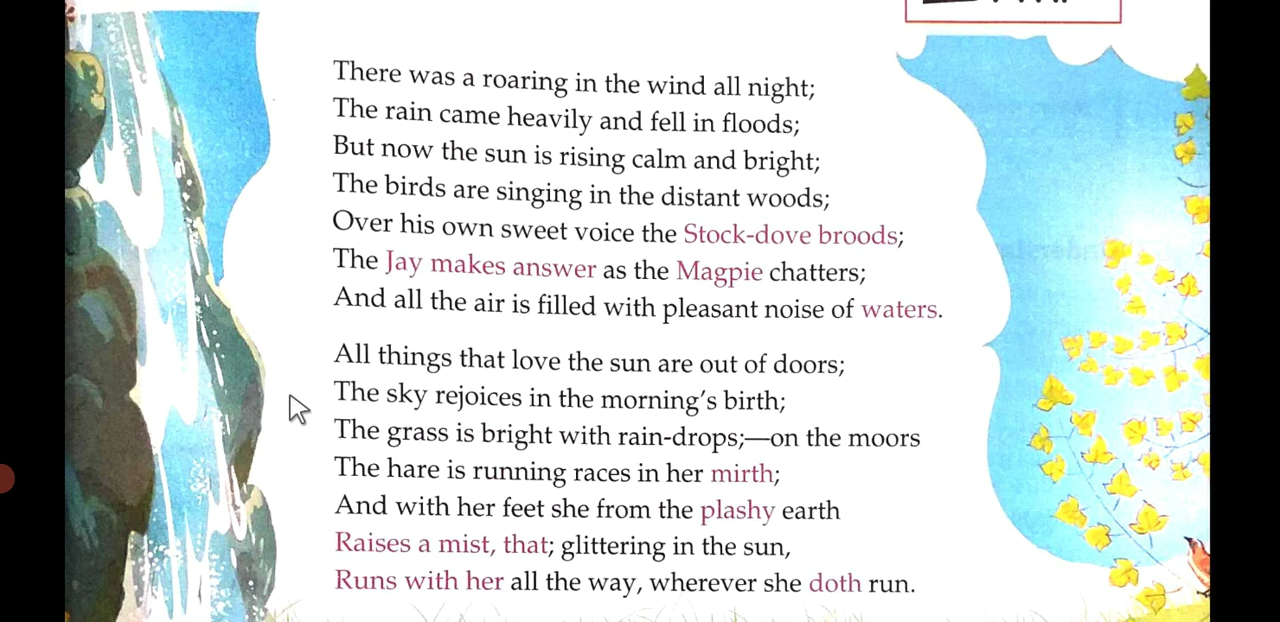 There was a roaring in the wind all night;
The rain came heavily and fell in floods;
But now the sun is rising calm and bright;
The birds are singing in the distant woods;
Over his own sweet voice the Stock-dove broods;
The Jay makes answer as the Magpie chatters;
And all the air is filled with pleasant noise of waters.
All things that love the sun are out of doors;
The sky rejoices in the morning's birth;
The grass is bright with rain-drops;—on the moors
The hare is running races in her mirth;
And with her feet she from the plashy earth
Raises a mist, that; glittering in the sun,
Runs with her all the way, wherever she doth run.